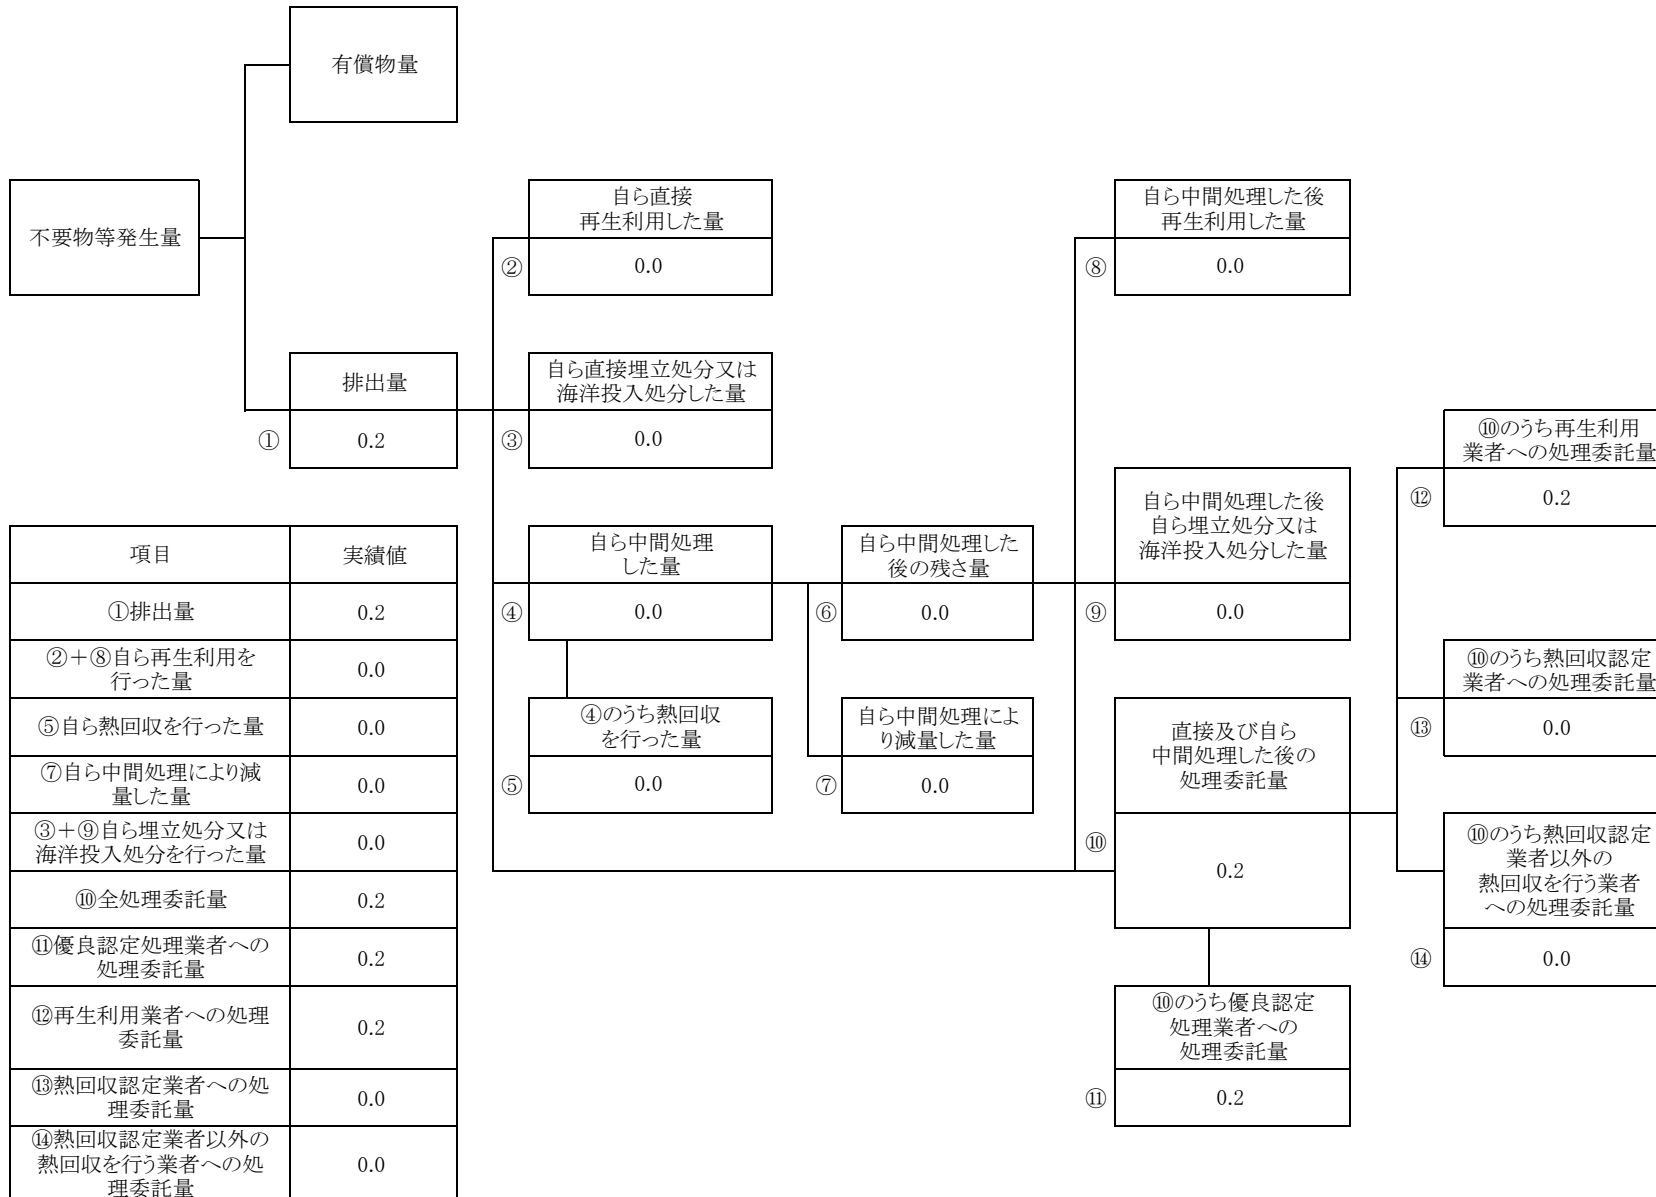 有償物量
不要物等発生量
自ら直接
再生利用した量
②
0.0
自ら中間処理した後
再生利用した量
⑧
0.0
排出量
①
0.2
自ら直接埋立処分又は
海洋投入処分した量
③
0.0
⑩のうち再生利用
業者への処理委託量
⑫
0.2
自ら中間処理
した量
④
0.0
自ら中間処理した
後の残さ量
⑥
0.0
自ら中間処理した後
自ら埋立処分又は
海洋投入処分した量
⑨
0.0
⑩のうち熱回収認定
業者への処理委託量
⑬
0.0
④のうち熱回収
を行った量
⑤
0.0
自ら中間処理によ
り減量した量
⑦
0.0
直接及び自ら
中間処理した後の
処理委託量
⑩
0.2
⑩のうち熱回収認定
業者以外の
熱回収を行う業者
への処理委託量
⑭
0.0
⑩のうち優良認定
処理業者への
処理委託量
⑪
0.2
項目 実績値
①排出量 0.2
②＋⑧自ら再生利用を
行った量 0.0
⑤自ら熱回収を行った量 0.0
⑦自ら中間処理により減
量した量 0.0
③＋⑨自ら埋立処分又は
海洋投入処分を行った量 0.0
⑩全処理委託量 0.2
⑪優良認定処理業者への
処理委託量 0.2
⑫再生利用業者への処理
委託量 0.2
⑬熱回収認定業者への処
理委託量 0.0
⑭熱回収認定業者以外の
熱回収を行う業者への処 0.0
理委託量